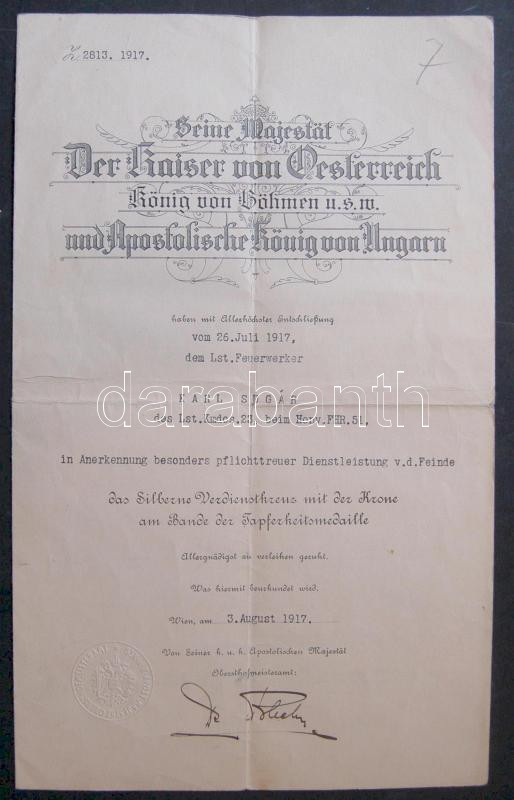 Z. 2813. 1917.
7
Seine Majestät
Der Kaiser von Oesterreich
König von Böhmen u.s.w.
und Apostolische König von Ungarn
haben mit Allerhöchster Entschließung
vom 26.Juli 1917,
dem Lst.Feuerwerker
KARL
darabanth
des Lst.Kmdos.23, beim Honv.FHR.51,
in Anerkennung besonders pflichttreuer Dienstleistung v.d.Feinde
das Silberne Verdienstkreuz mit der Krone
am Bande der Tapferkeitsmedaille
Allergnädigst zu verleihen geruht.
Was hiermit beurkundet wird.
Wien, am 3.August 1917.
Von Seiner k. u. k. Apostolischen Majestät
Obersthofmeisteramt: